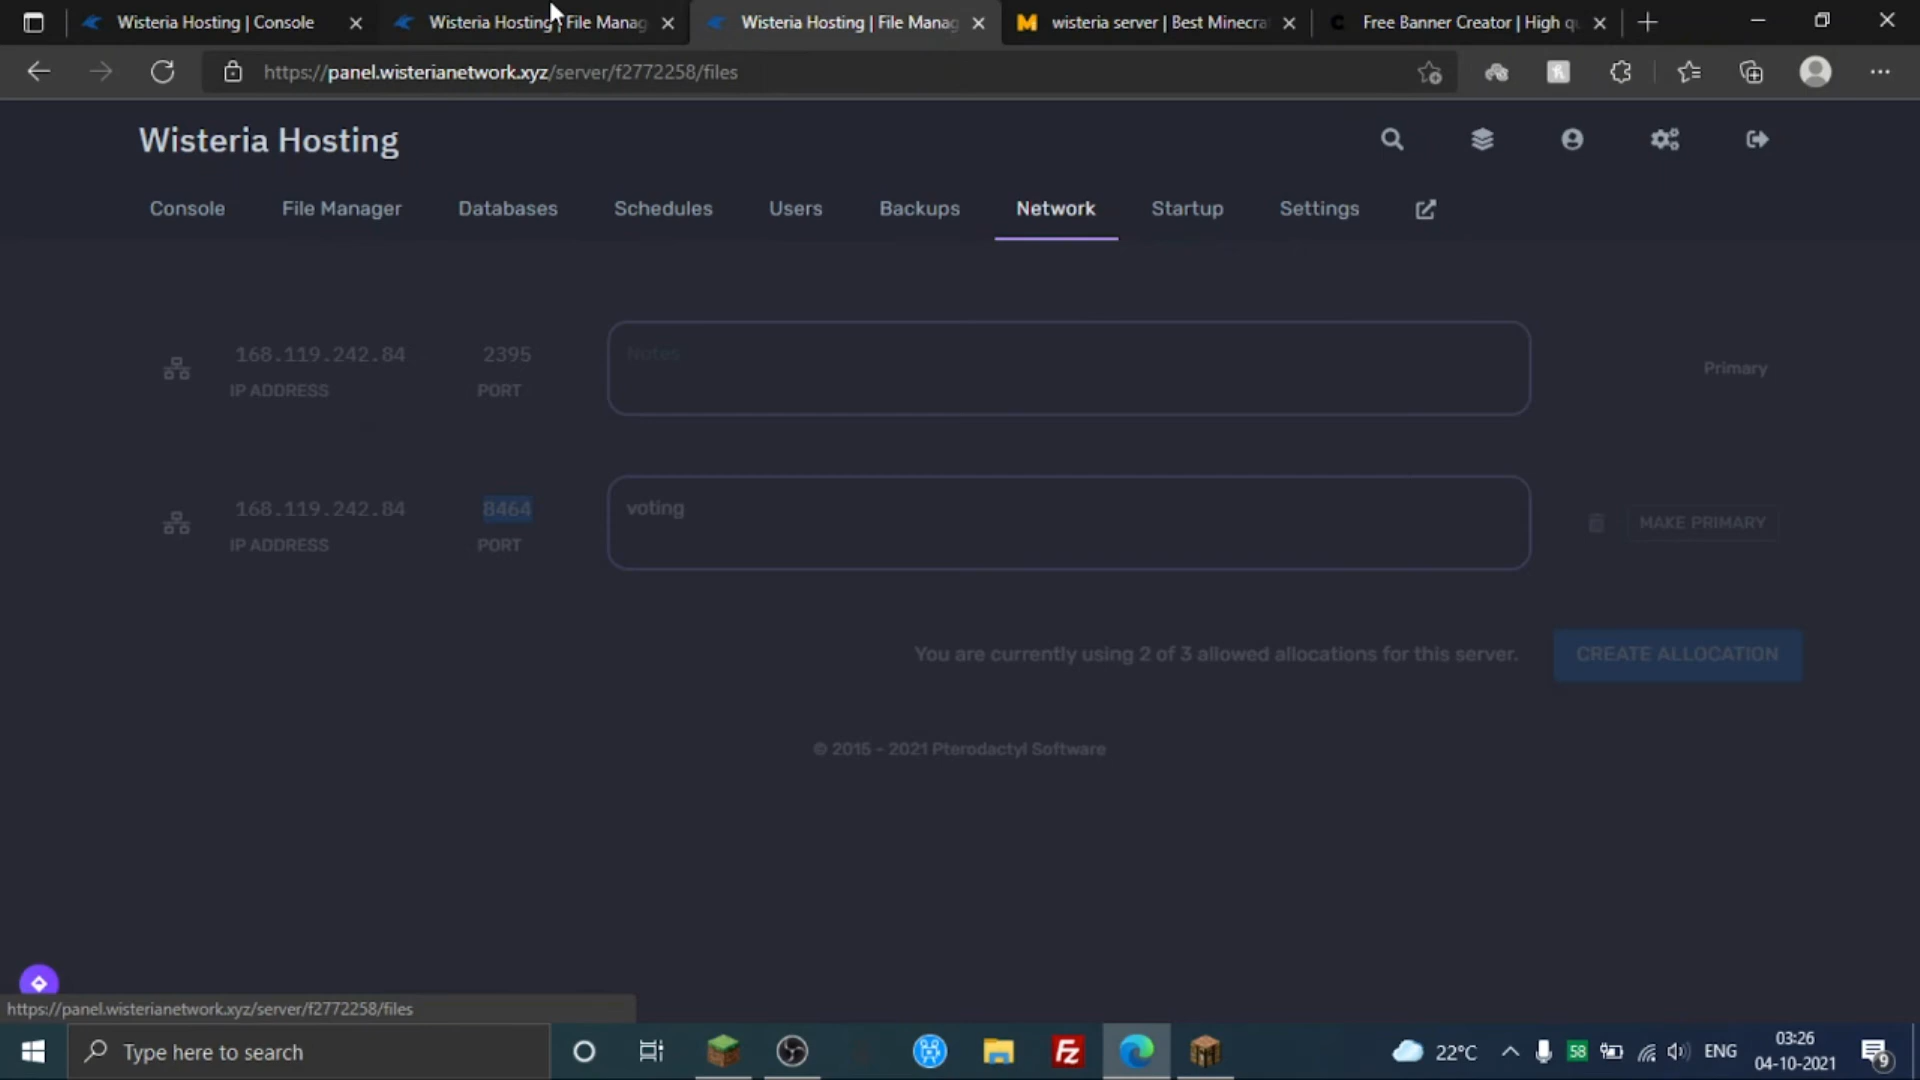 Wisteria Hosting | Console
Wisteria Hosting | File Manag
Wisteria Hosting | File Manag
wisteria server | Best Minecra
Free Banner Creator | High qu
https://panel.wisterianetwork.xyz/server/f2772258/files
Wisteria Hosting
Console
File Manager
Databases
Schedules
Users
Backups
Network
Startup
Settings
168.119.242.84
2395
Notes
IP ADDRESS
PORT
Primary
168.119.242.84
8464
voting
IP ADDRESS
PORT
MAKE PRIMARY
You are currently using 2 of 3 allowed allocations for this server.
CREATE ALLOCATION
© 2015 - 2021 Pterodactyl Software
https://panel.wisterianetwork.xyz/server/f2772258/files
Type here to search
22°C
58
ENG
03:26
04-10-2021
9